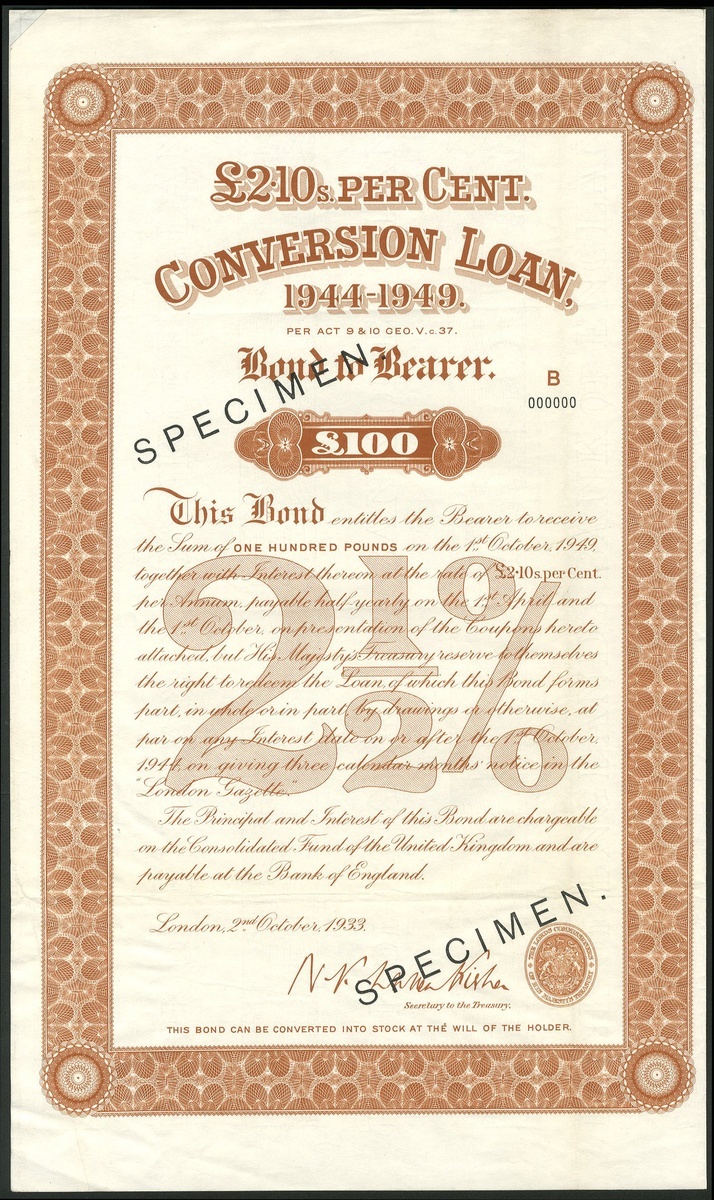 £2·10s. PER CENT.
CONVERSION LOAN,
1944-1949.
PER ACT 9 & 10 GEO. V. c. 37.
Bond to Bearer.
SPECIMEN.
B
000000
£100
This Bond entitles the Bearer to receive
the Sum of ONE HUNDRED POUNDS on the 1st October, 1949,
together with Interest thereon at the rate of £2·10s. per Cent.
per Annum, payable half-yearly on the 1st April and
the 1st October, on presentation of the Coupons hereto
attached, but His Majesty's Treasury reserve to themselves
the right to redeem the Loan, of which this Bond forms
part, in whole or in part, by drawings or otherwise, at
par on any Interest date on or after the 1st October,
1944, on giving three calendar months' notice in the
"London Gazette."
2½%
The Principal and Interest of this Bond are chargeable
on the Consolidated Fund of the United Kingdom and are
payable at the Bank of England.
London, 2nd October, 1933.
SPECIMEN.
Secretary to the Treasury.
THE LORDS COMMISSIONERS OF HIS MAJESTY'S TREASURY
THIS BOND CAN BE CONVERTED INTO STOCK AT THE WILL OF THE HOLDER.